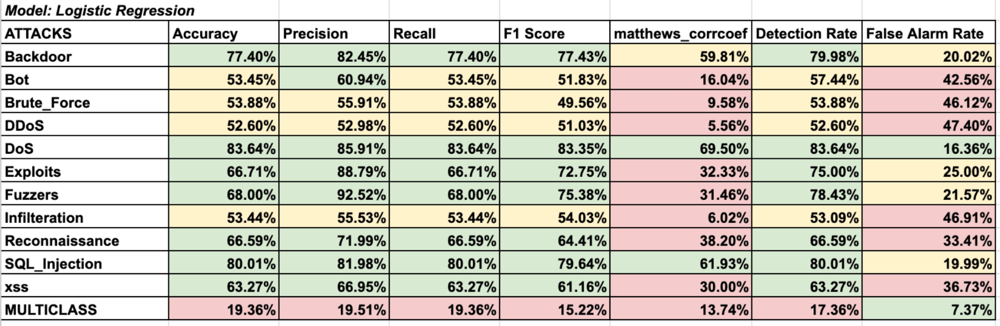 Model: Logistic Regression
ATTACKS Accuracy Precision Recall F1 Score matthews_corrcoef Detection Rate False Alarm Rate
Backdoor 77.40% 82.45% 77.40% 77.43% 59.81% 79.98% 20.02%
Bot 53.45% 60.94% 53.45% 51.83% 16.04% 57.44% 42.56%
Brute_Force 53.88% 55.91% 53.88% 49.56% 9.58% 53.88% 46.12%
DDoS 52.60% 52.98% 52.60% 51.03% 5.56% 52.60% 47.40%
DoS 83.64% 85.91% 83.64% 83.35% 69.50% 83.64% 16.36%
Exploits 66.71% 88.79% 66.71% 72.75% 32.33% 75.00% 25.00%
Fuzzers 68.00% 92.52% 68.00% 75.38% 31.46% 78.43% 21.57%
Infilteration 53.44% 55.53% 53.44% 54.03% 6.02% 53.09% 46.91%
Reconnaissance 66.59% 71.99% 66.59% 64.41% 38.20% 66.59% 33.41%
SQL_Injection 80.01% 81.98% 80.01% 79.64% 61.93% 80.01% 19.99%
xss 63.27% 66.95% 63.27% 61.16% 30.00% 63.27% 36.73%
MULTICLASS 19.36% 19.51% 19.36% 15.22% 13.74% 17.36% 7.37%